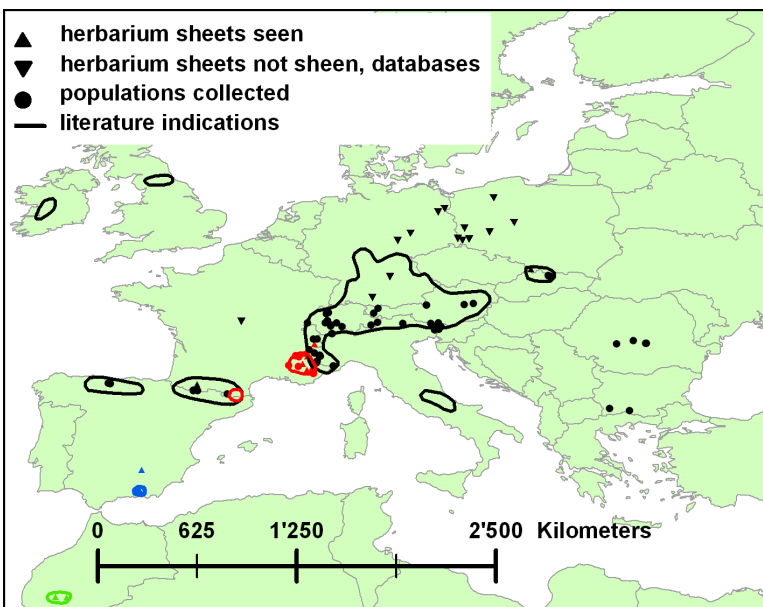 herbarium sheets seen
herbarium sheets not sheen, databases
populations collected
literature indications
0 625 1'250 2'500 Kilometers